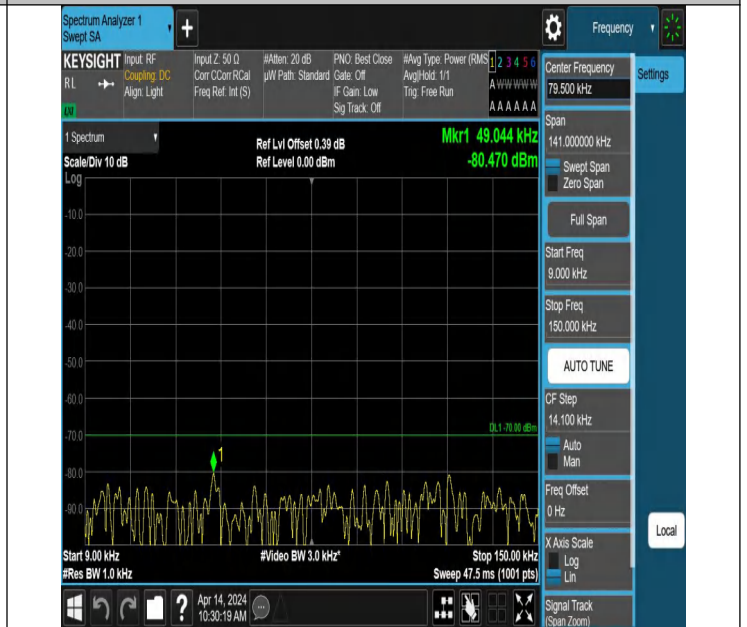 Spectrum Analyzer 1
Swept SA
+
Frequency
KEYSIGHT
RL
Input: RF
Coupling: DC
Align: Light
Input Z: 50 Ω
Corr CCorr RCal
Freq Ref: Int (S)
#Atten: 20 dB
µW Path: Standard
PNO: Best Close
Gate: Off
IF Gain: Low
Sig Track: Off
#Avg Type: Power (RMS
Avg|Hold: 1/1
Trig: Free Run
1 2 3 4 5 6
A W W W W W
A A A A A A
1 Spectrum
Scale/Div 10 dB
Log
Ref Lvl Offset 0.39 dB
Ref Level 0.00 dBm
Mkr1 49.044 kHz
-80.470 dBm
-10.0
-20.0
-30.0
-40.0
-50.0
-60.0
-70.0
-80.0
-90.0
DL1 -70.00 dBm
1
Start 9.00 kHz
#Res BW 1.0 kHz
#Video BW 3.0 kHz*
Stop 150.00 kHz
Sweep 47.5 ms (1001 pts)
?
Apr 14, 2024
10:30:19 AM
Center Frequency
79.500 kHz
Settings
Span
141.000000 kHz
Swept Span
Zero Span
Full Span
Start Freq
9.000 kHz
Stop Freq
150.000 kHz
AUTO TUNE
CF Step
14.100 kHz
Auto
Man
Freq Offset
0 Hz
Local
X Axis Scale
Log
Lin
Signal Track
(Span Zoom)